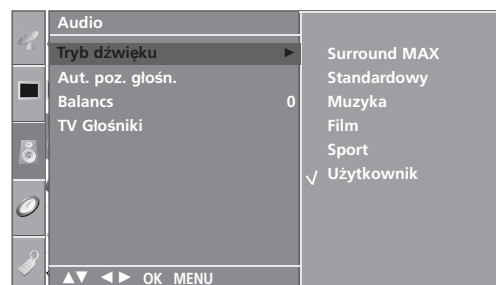 Audio
Tryb dźwięku ►
Aut. poz. głośn.
Balancs 0
TV Głośniki
Surround MAX
Standardowy
Muzyka
Film
Sport
√ Użytkownik
▲▼ ◄► OK MENU